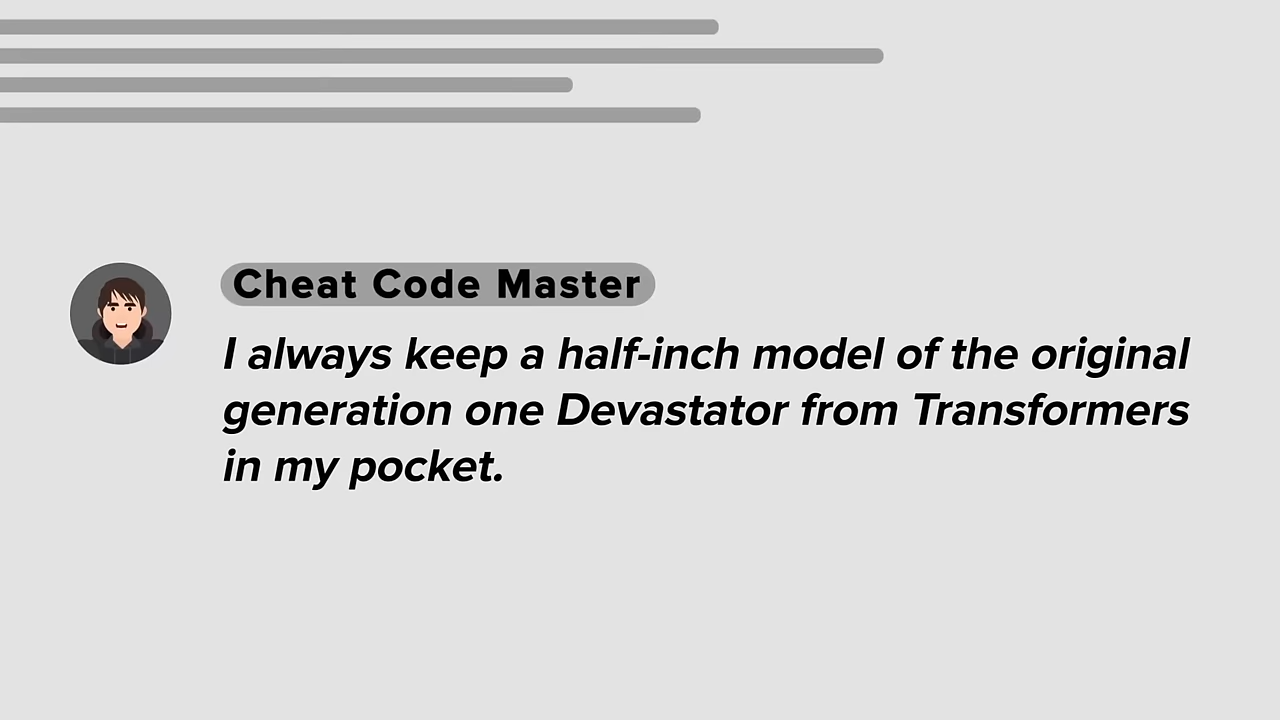 Cheat Code Master
I always keep a half-inch model of the original
generation one Devastator from Transformers
in my pocket.